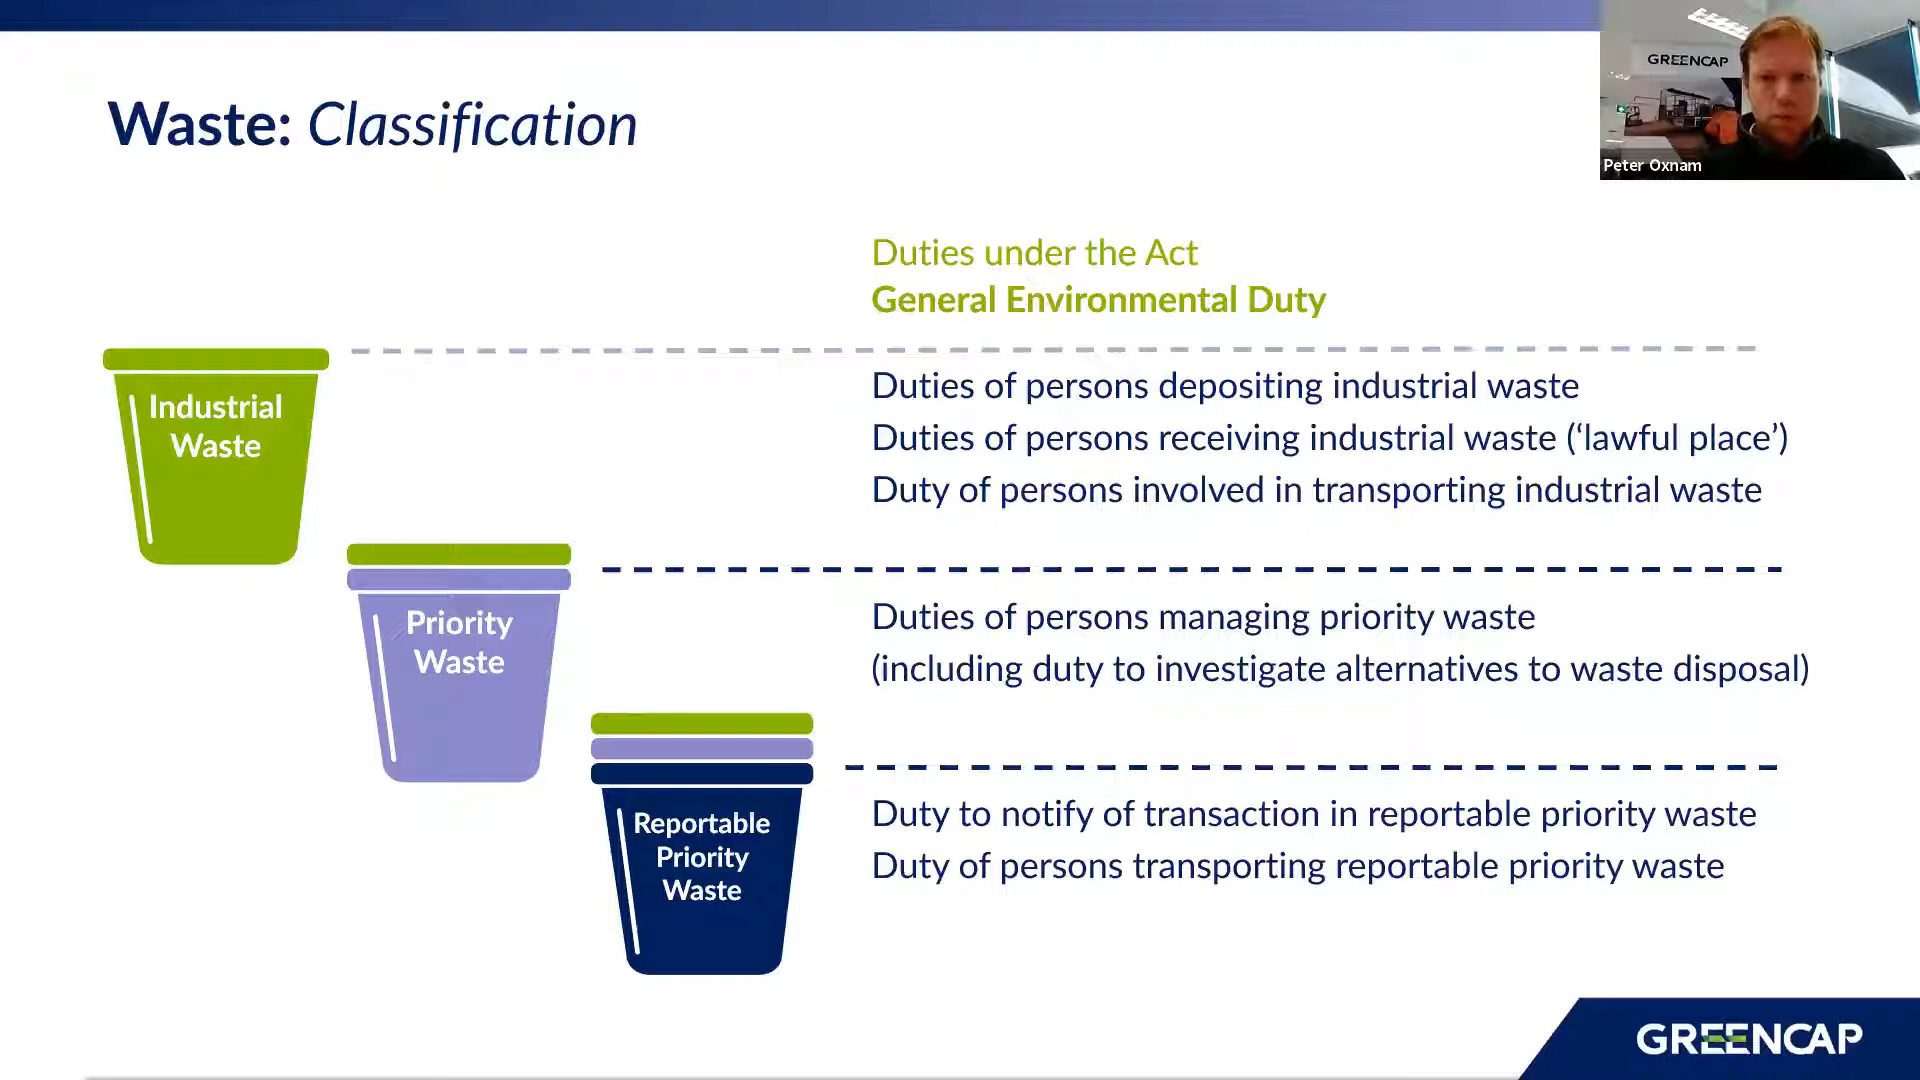 GREENCAP
Peter Oxnam
Waste: Classification
Duties under the Act
General Environmental Duty
Industrial
Waste
Duties of persons depositing industrial waste
Duties of persons receiving industrial waste (‘lawful place’)
Duty of persons involved in transporting industrial waste
Priority
Waste
Duties of persons managing priority waste
(including duty to investigate alternatives to waste disposal)
Reportable
Priority
Waste
Duty to notify of transaction in reportable priority waste
Duty of persons transporting reportable priority waste
GREENCAP